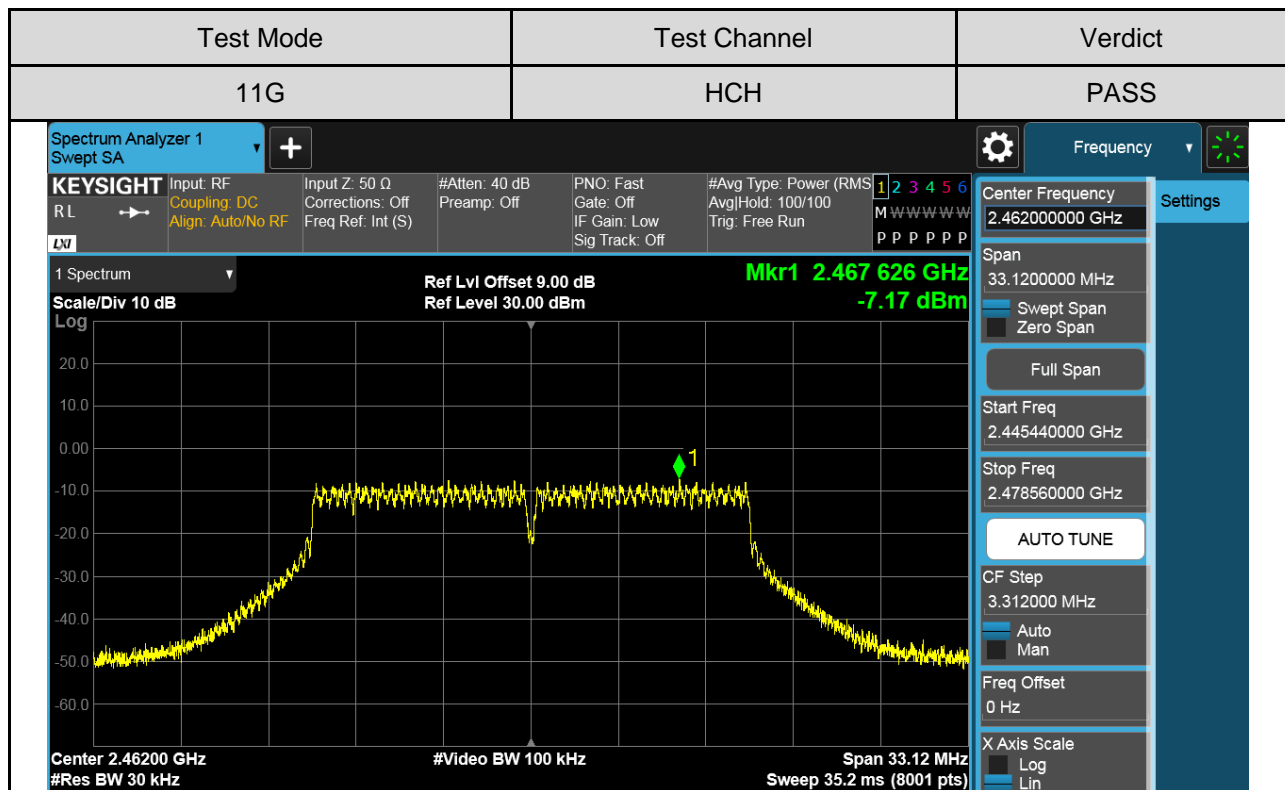 Test Mode Test Channel Verdict
11G HCH PASS
Spectrum Analyzer 1
Swept SA
+
Frequency
KEYSIGHT
R L
LXI
Input: RF
Coupling: DC
Align: Auto/No RF
Input Z: 50 Ω
Corrections: Off
Freq Ref: Int (S)
#Atten: 40 dB
Preamp: Off
PNO: Fast
Gate: Off
IF Gain: Low
Sig Track: Off
#Avg Type: Power (RMS
Avg|Hold: 100/100
Trig: Free Run
1 2 3 4 5 6
M W W W W W
P P P P P P
1 Spectrum
Scale/Div 10 dB
Log
Ref Lvl Offset 9.00 dB
Ref Level 30.00 dBm
Mkr1 2.467 626 GHz
-7.17 dBm
20.0
10.0
0.00
-10.0
-20.0
-30.0
-40.0
-50.0
-60.0
1
Center 2.46200 GHz
#Res BW 30 kHz
#Video BW 100 kHz
Span 33.12 MHz
Sweep 35.2 ms (8001 pts)
Center Frequency
2.462000000 GHz
Span
33.1200000 MHz
Swept Span
Zero Span
Full Span
Start Freq
2.445440000 GHz
Stop Freq
2.478560000 GHz
AUTO TUNE
CF Step
3.312000 MHz
Auto
Man
Freq Offset
0 Hz
X Axis Scale
Log
Lin
Settings